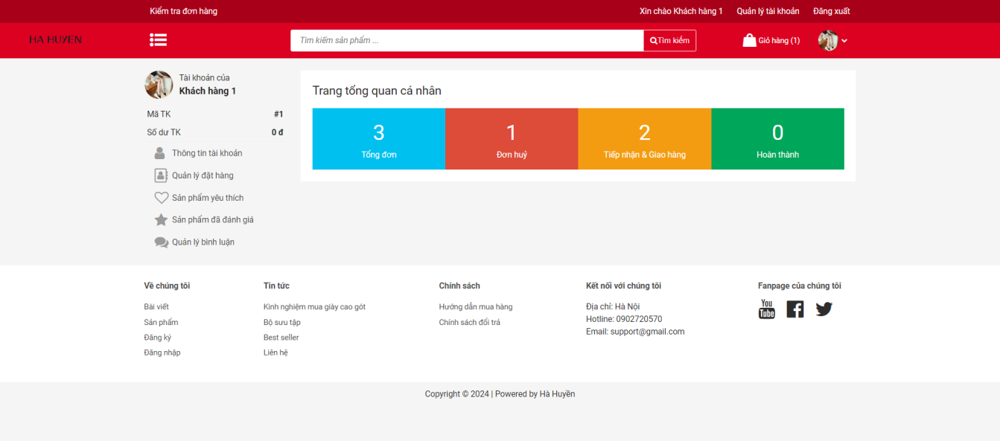 Kiểm tra đơn hàng
Xin chào Khách hàng 1 Quản lý tài khoản Đăng xuất
HA HUYEN
Tìm kiếm sản phẩm ...
Tìm kiếm
Giỏ hàng (1)
Tài khoản của
Khách hàng 1
Mã TK #1
Số dư TK 0 đ
Thông tin tài khoản
Quản lý đặt hàng
Sản phẩm yêu thích
Sản phẩm đã đánh giá
Quản lý bình luận
Trang tổng quan cá nhân
3
Tổng đơn
1
Đơn huỷ
2
Tiếp nhận & Giao hàng
0
Hoàn thành
Về chúng tôi
Bài viết
Sản phẩm
Đăng ký
Đăng nhập
Tin tức
Kinh nghiệm mua giày cao gót
Bộ sưu tập
Best seller
Liên hệ
Chính sách
Hướng dẫn mua hàng
Chính sách đổi trả
Kết nối với chúng tôi
Địa chỉ: Hà Nội
Hotline: 0902720570
Email: support@gmail.com
Fanpage của chúng tôi
You
Tube
Copyright © 2024 | Powered by Hà Huyền